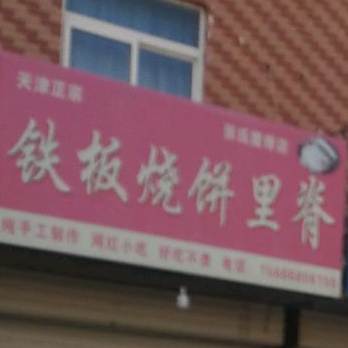 天津正宗
铁板烧饼里脊
纯手工制作 网红小吃 好吃不贵 电话